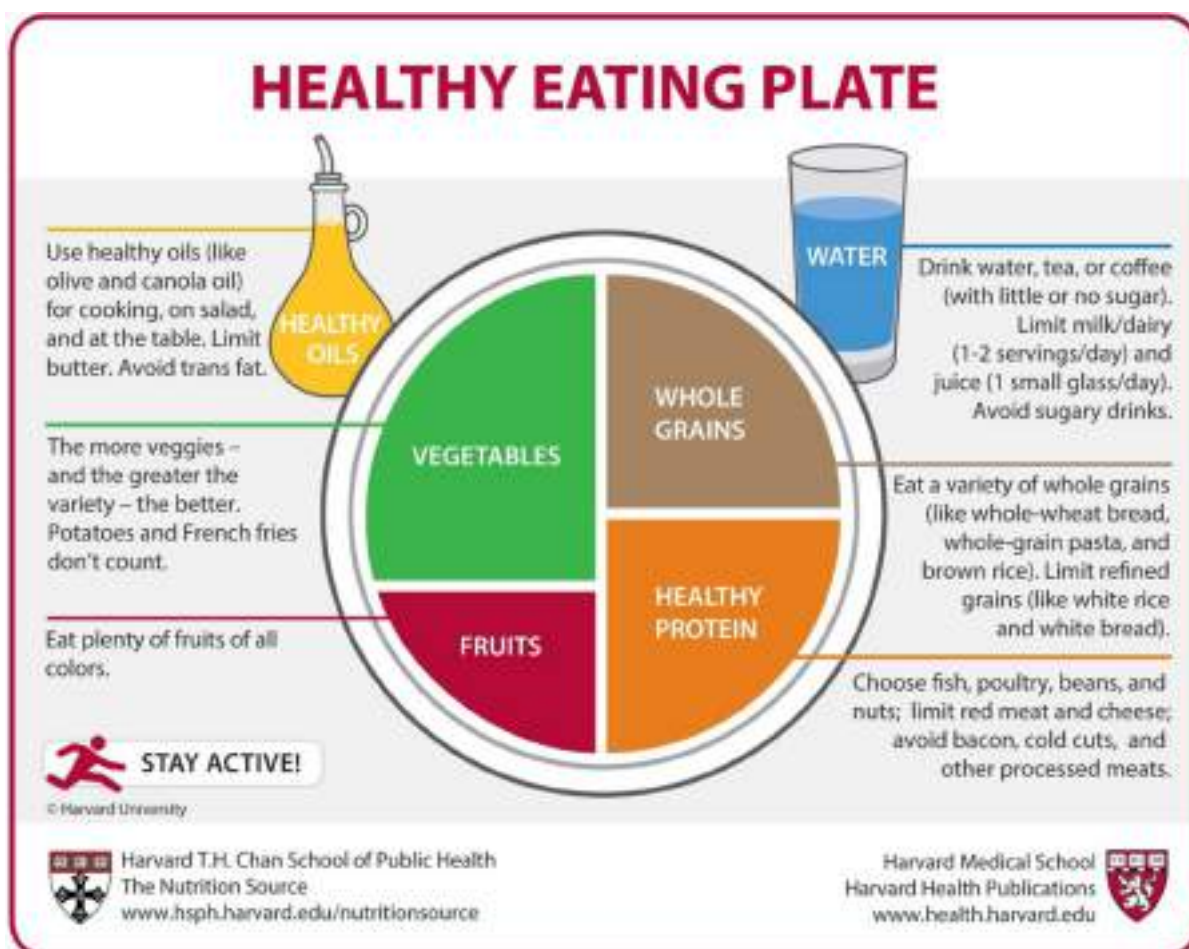 HEALTHY EATING PLATE
HEALTHY
OILS
Use healthy oils (like
olive and canola oil)
for cooking, on salad,
and at the table. Limit
butter. Avoid trans fat.
The more veggies –
and the greater the
variety – the better.
Potatoes and French fries
don't count.
Eat plenty of fruits of all
colors.
VEGETABLES
FRUITS
WHOLE
GRAINS
HEALTHY
PROTEIN
WATER
Drink water, tea, or coffee
(with little or no sugar).
Limit milk/dairy
(1-2 servings/day) and
juice (1 small glass/day).
Avoid sugary drinks.
Eat a variety of whole grains
(like whole-wheat bread,
whole-grain pasta, and
brown rice). Limit refined
grains (like white rice
and white bread).
Choose fish, poultry, beans, and
nuts; limit red meat and cheese;
avoid bacon, cold cuts, and
other processed meats.
STAY ACTIVE!
© Harvard University
Harvard T.H. Chan School of Public Health
The Nutrition Source
www.hsph.harvard.edu/nutritionsource
Harvard Medical School
Harvard Health Publications
www.health.harvard.edu